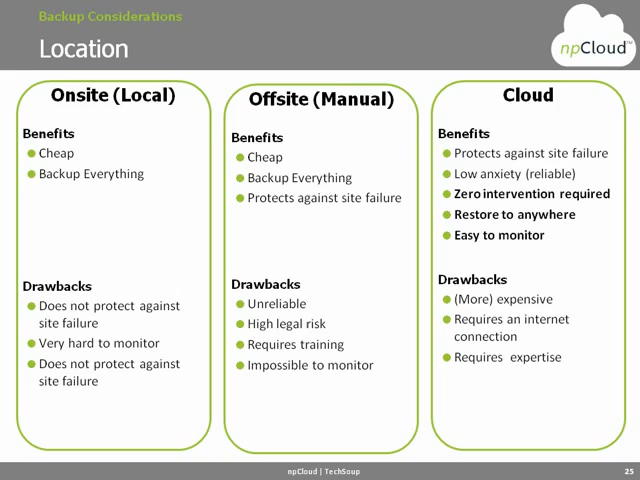 Backup Considerations
Location
npCloud™
Onsite (Local)
Benefits
Cheap
Backup Everything
Drawbacks
Does not protect against
site failure
Very hard to monitor
Does not protect against
site failure
Offsite (Manual)
Benefits
Cheap
Backup Everything
Protects against site failure
Drawbacks
Unreliable
High legal risk
Requires training
Impossible to monitor
Cloud
Benefits
Protects against site failure
Low anxiety (reliable)
Zero intervention required
Restore to anywhere
Easy to monitor
Drawbacks
(More) expensive
Requires an internet
connection
Requires expertise
npCloud | TechSoup
25